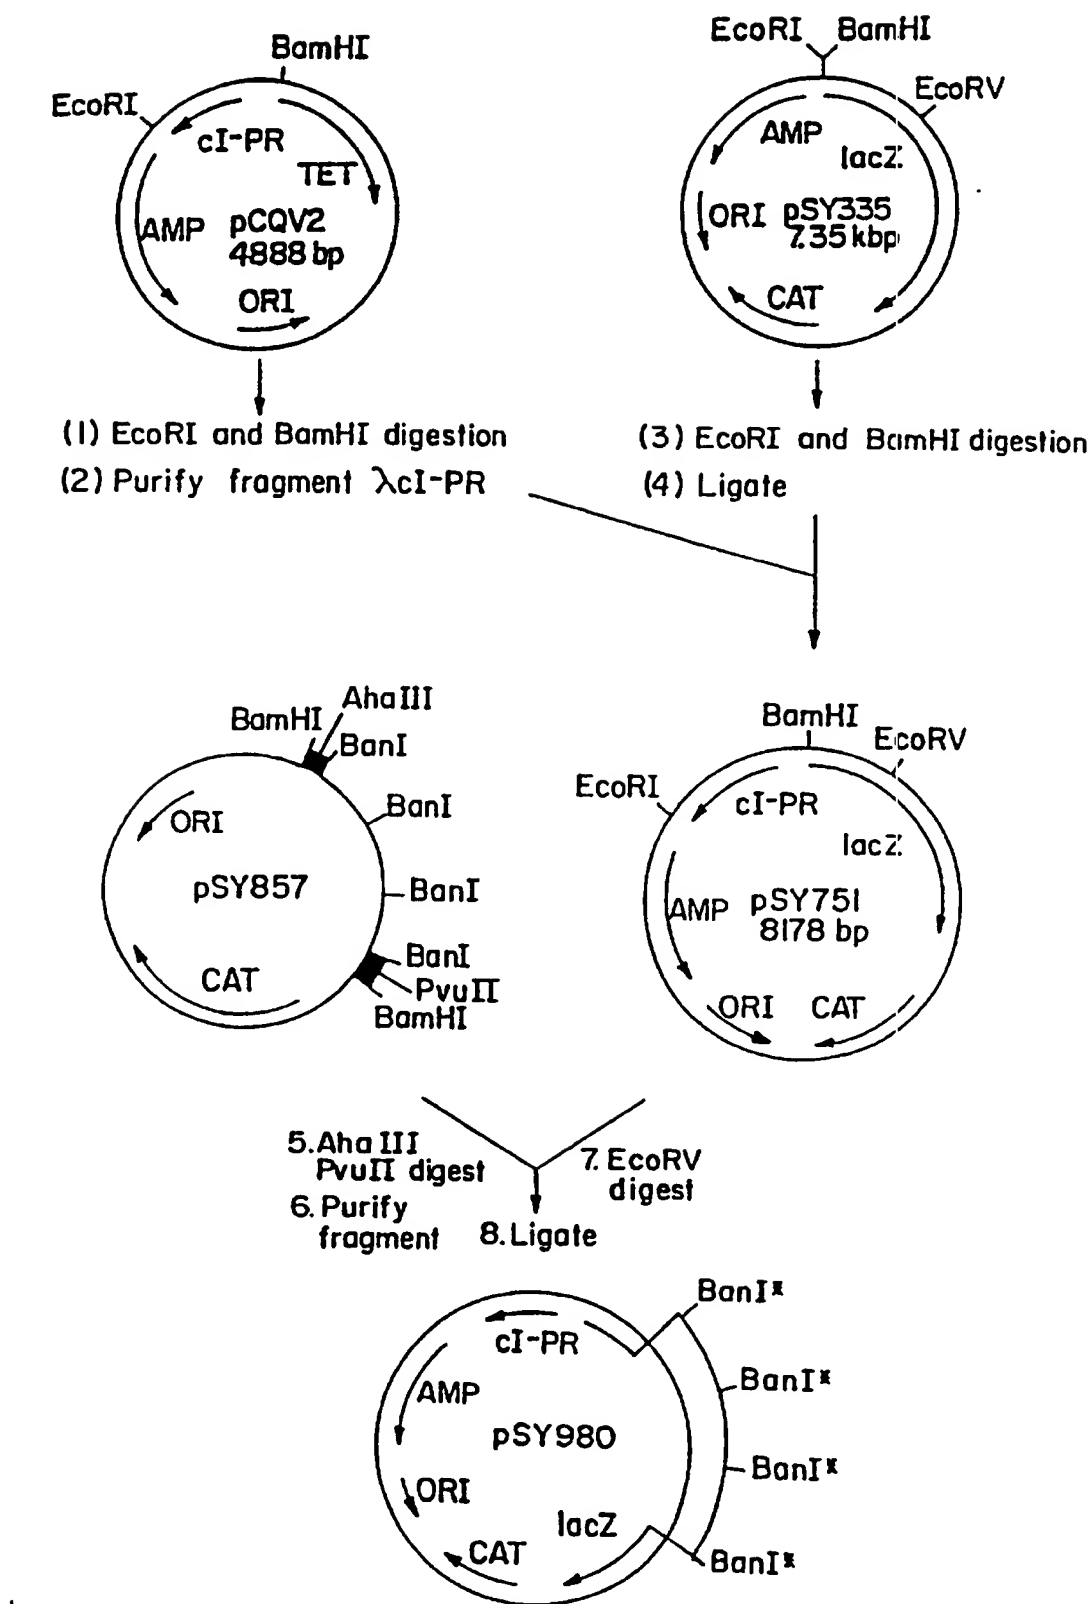 BamHI
EcoRI
cI-PR
TET
AMP
pCQV2
4888 bp
ORI
EcoRI BamHI
EcoRV
AMP
lacZ
ORI
pSY335
7.35 kbp
CAT
(1) EcoRI and BamHI digestion
(2) Purify fragment λcI-PR
(3) EcoRI and BamHI digestion
(4) Ligate
BamHI
AhaIII
BanI
BanI
ORI
pSY857
BanI
BanI
CAT
PvuII
BamHI
BamHI
EcoRV
EcoRI
cI-PR
lacZ
AMP
pSY751
8178 bp
ORI
CAT
5. Aha III
PvuII digest
6. Purify
fragment
7. EcoRV
digest
8. Ligate
BanI*
cI-PR
BanI*
AMP
pSY980
BanI*
ORI
lacZ
CAT
BanI*